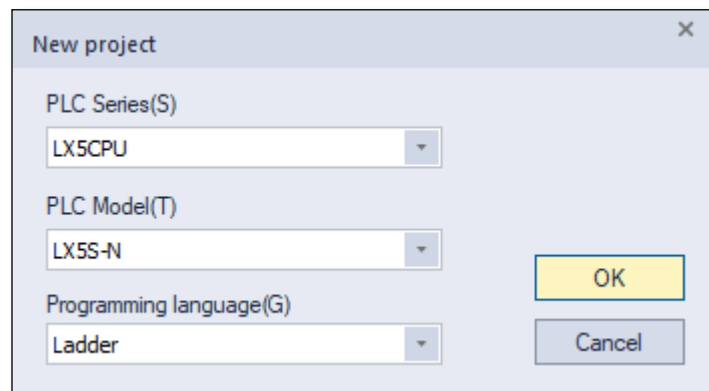 New project
PLC Series(S)
LX5CPU
PLC Model(T)
LX5S-N
OK
Programming language(G)
Ladder
Cancel